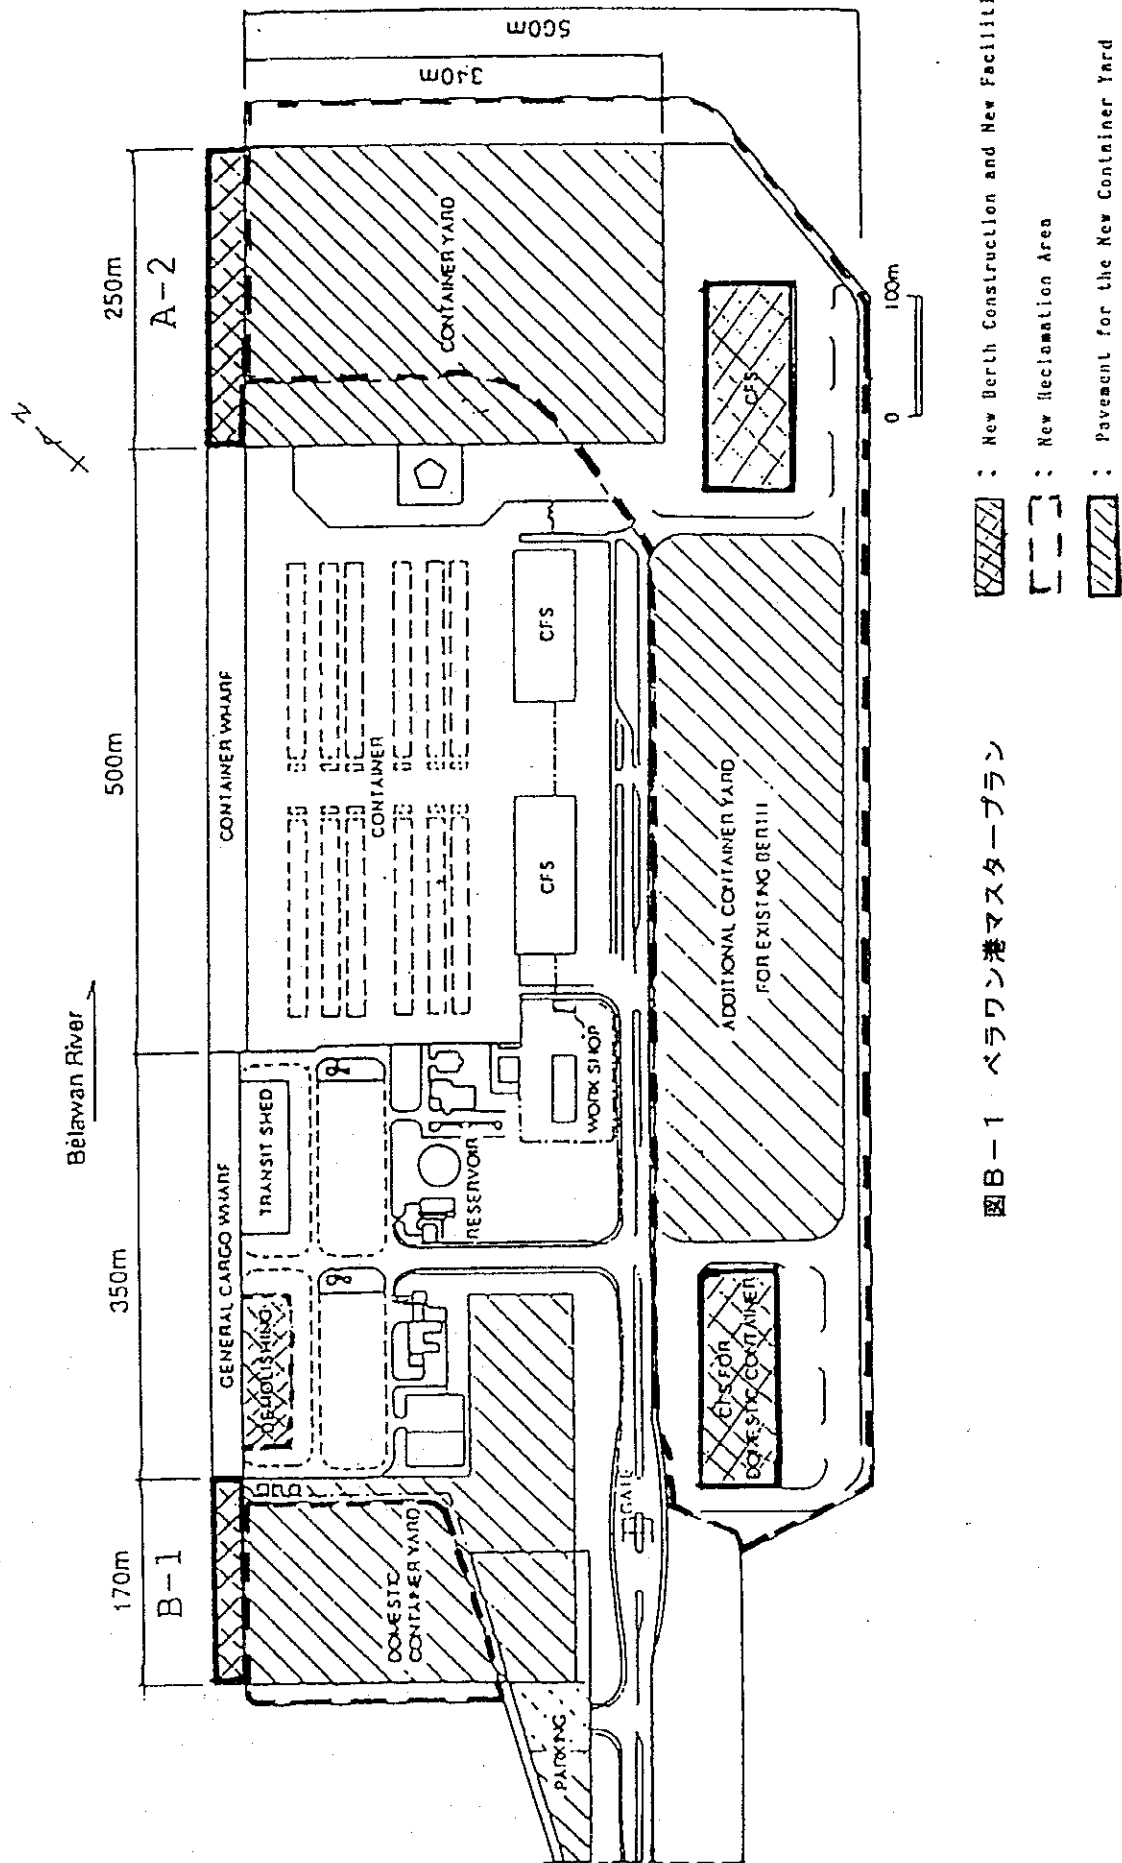 Belawan River
N
170m
350m
500m
250m
B-1
A-2
GENERAL CARGO WHARF
CONTAINER WHARF
340m
500m
DEMOLISHING
TRANSIT SHED
DOMESTIC
CONTAINER YARD
RESERVOIR
CONTAINER
CONTAINER YARD
PARKING
GATE
WORK SHOP
CFS
CFS
CFS FOR
DOMESTIC CONTAINER
ADDITIONAL CONTAINER YARD
FOR EXISTING BERTH
CFS
0
100m
: New Berth Construction and New Faciliti
: New Reclamation Area
: Pavement for the New Container Yard
図B-1 ベラワン港マスタープラン